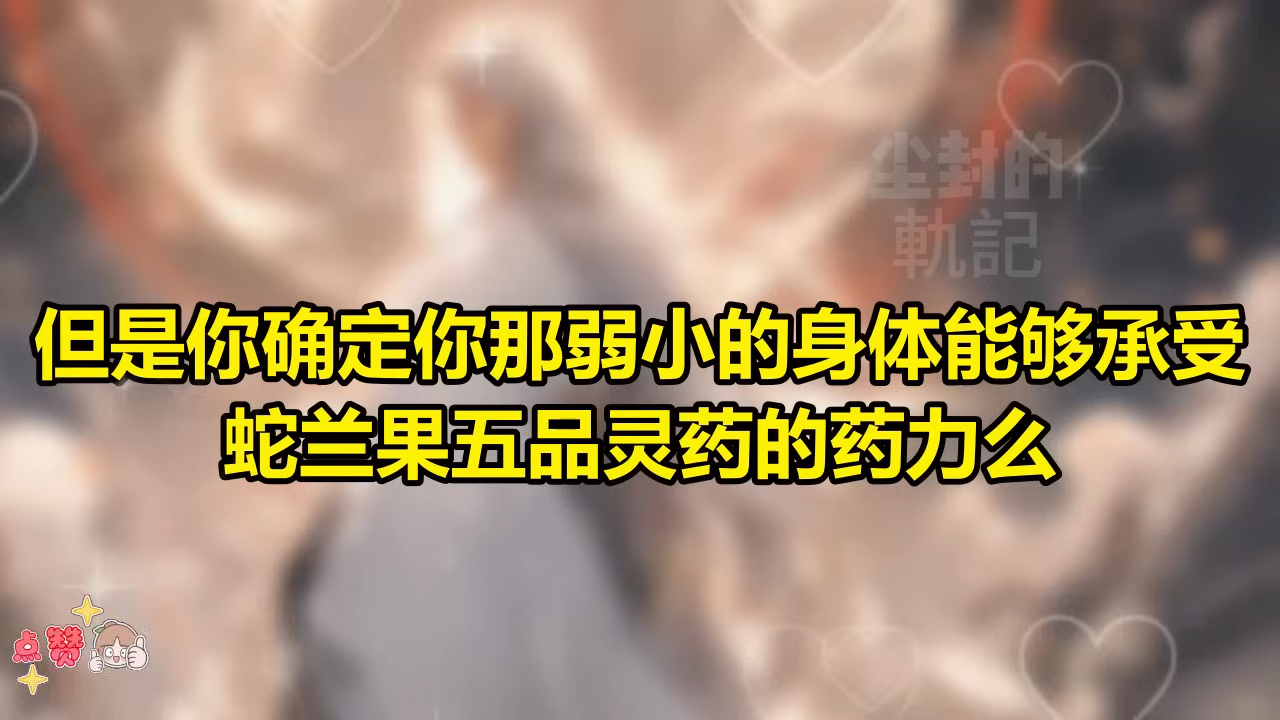 尘封的
軌記
但是你确定你那弱小的身体能够承受
蛇兰果五品灵药的药力么
点赞